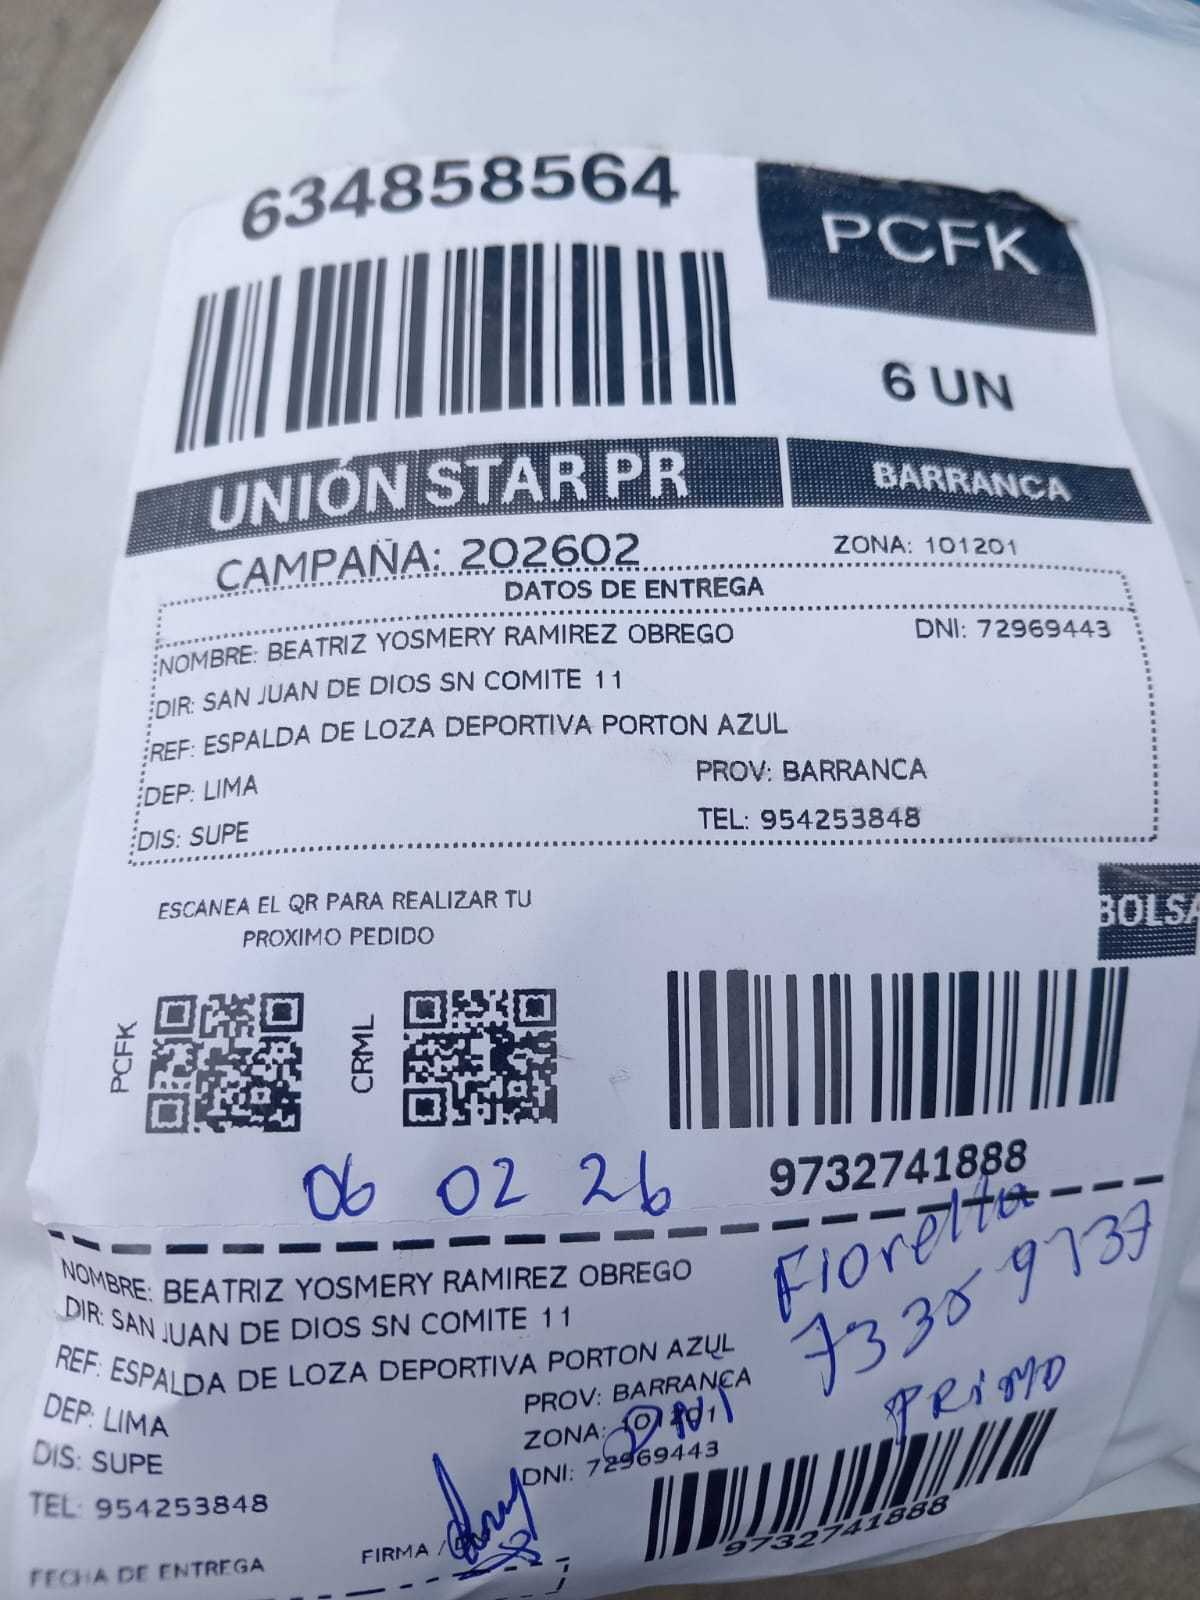 634858564
PCFK
6 UN
UNIÓN STAR PR
BARRANCA
CAMPAÑA: 202602
ZONA: 101201
DATOS DE ENTREGA
NOMBRE: BEATRIZ YOSMERY RAMIREZ OBREGO
DNI: 72969443
DIR: SAN JUAN DE DIOS SN COMITE 11
REF: ESPALDA DE LOZA DEPORTIVA PORTON AZUL
DEP: LIMA
PROV: BARRANCA
DIS: SUPE
TEL: 954253848
ESCANEA EL QR PARA REALIZAR TU
PROXIMO PEDIDO
BOLSA
PCFK
CRML
9732741888
06 02 26
NOMBRE: BEATRIZ YOSMERY RAMIREZ OBREGO
Fiorella
DIR: SAN JUAN DE DIOS SN COMITE 11
REF: ESPALDA DE LOZA DEPORTIVA PORTON AZUL
DEP: LIMA
PROV: BARRANCA
PRIMO
ZONA: 101201
DNI
DIS: SUPE
DNI: 72969443
TEL: 954253848
9732741888
FIRMA /
FECHA DE ENTREGA